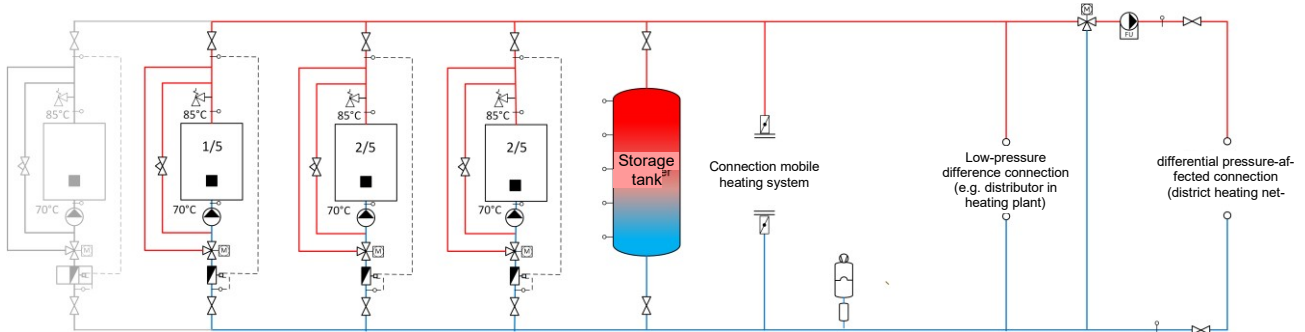 M
FU
85°C
85°C
85°C
1/5
2/5
2/5
Storage
tank
er
Connection mobile
heating system
Low-pressure
difference connection
(e.g. distributor in
heating plant)
differential pressure-af-
fected connection
(district heating net-
70°C
70°C
70°C
70°C
M
M
M
M
A
A
A
A